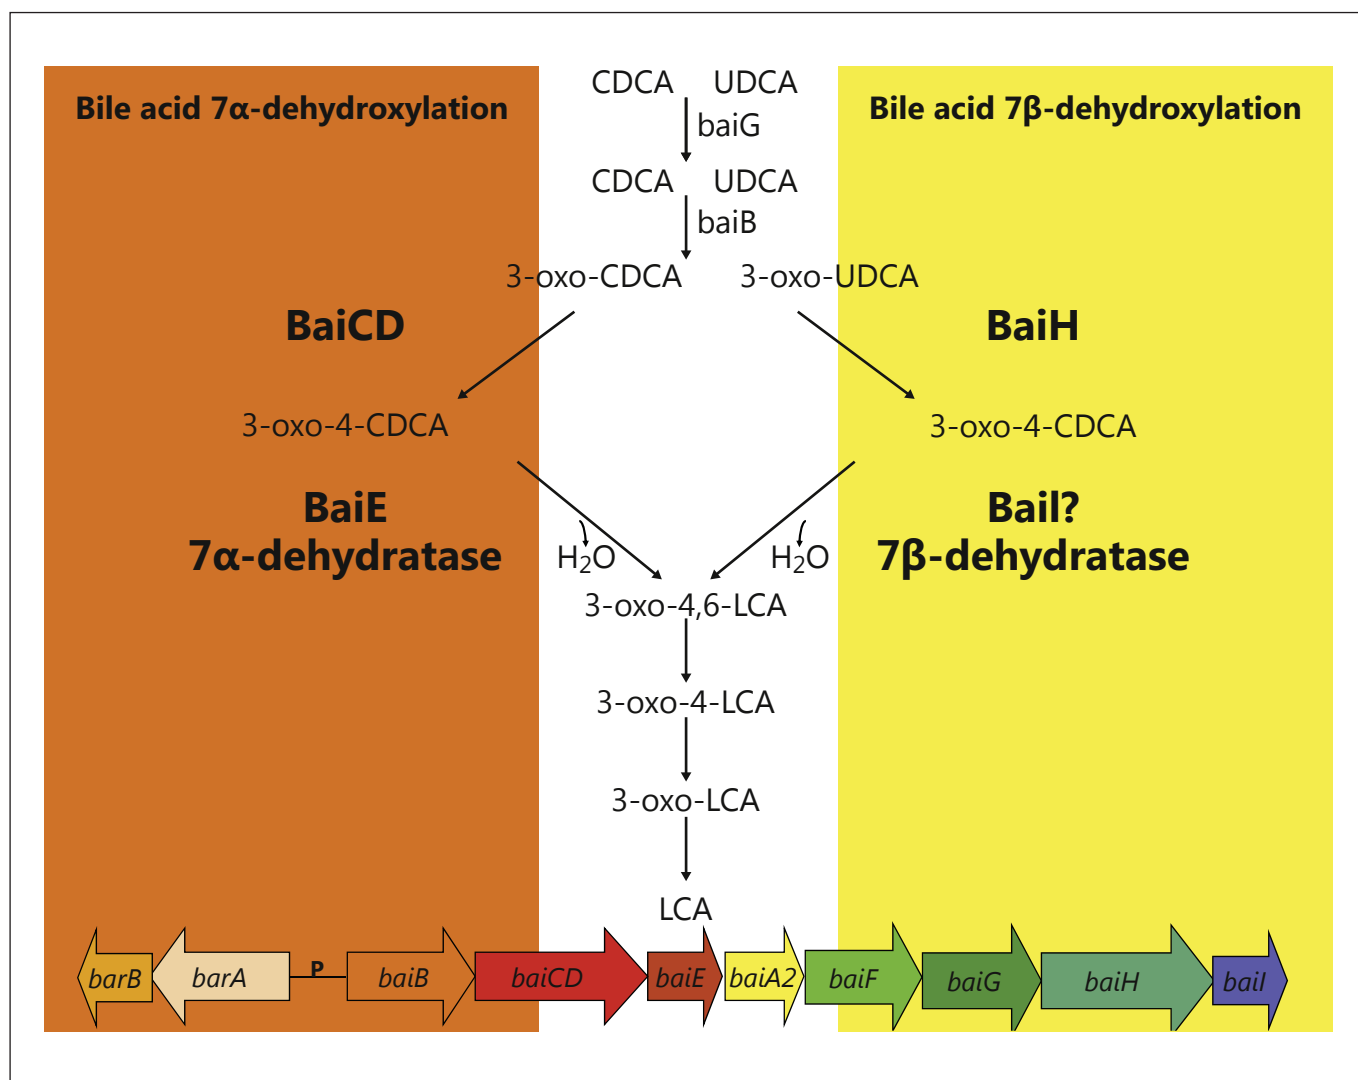 Bile acid 7α-dehydroxylation
CDCA UDCA
Bile acid 7β-dehydroxylation
baiG
CDCA UDCA
baiB
3-oxo-CDCA 3-oxo-UDCA
BaiCD
BaiH
3-oxo-4-CDCA
3-oxo-4-CDCA
BaiE
7α-dehydratase
Bail?
7β-dehydratase
H₂O
H₂O
3-oxo-4,6-LCA
3-oxo-4-LCA
3-oxo-LCA
LCA
barB barA P baiB baiCD baiE baiA2 baiF baiG baiH baiI